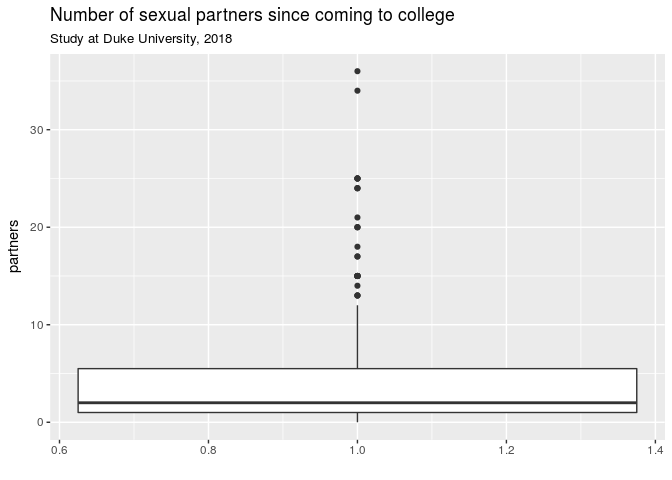 Number of sexual partners since coming to college
Study at Duke University, 2018
30
20
10
0
partners
0.6 0.8 1.0 1.2 1.4